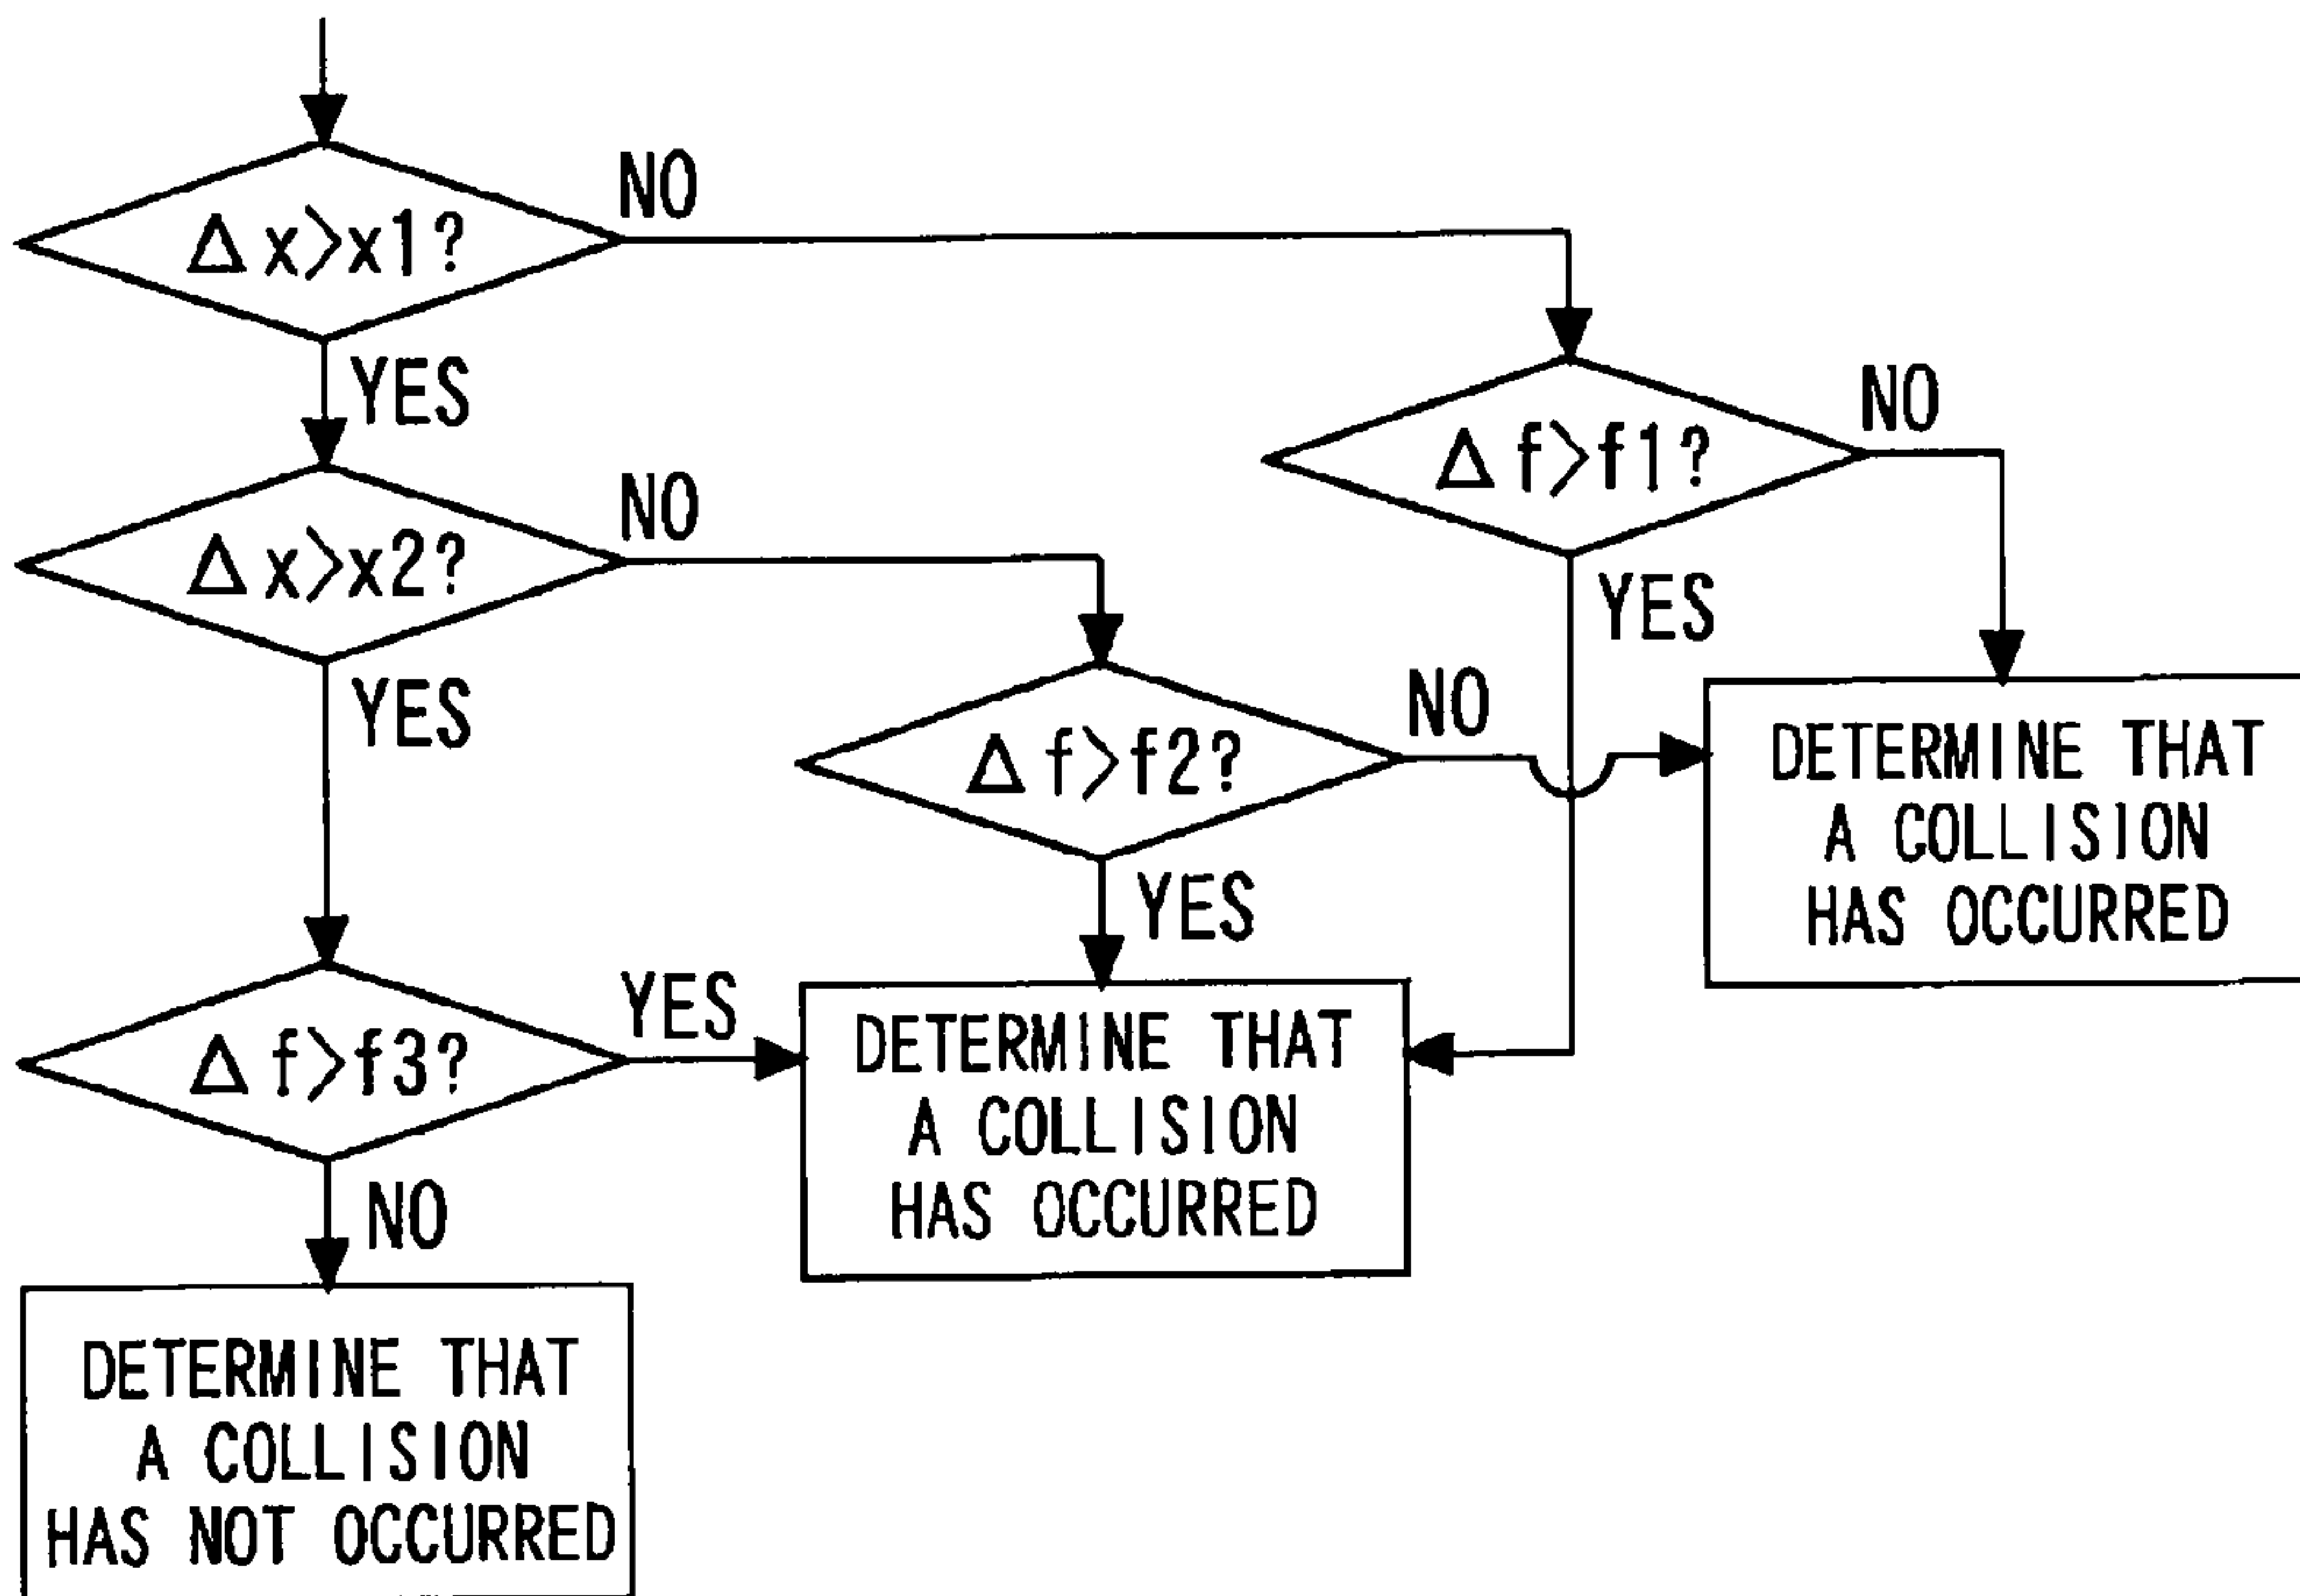 NO
Δx>x1?
YES
NO
Δf>f1?
NO
Δx>x2?
YES
YES
NO
Δf>f2?
DETERMINE THAT
A COLLISION
HAS OCCURRED
YES
YES
Δf>f3?
DETERMINE THAT
A COLLISION
HAS OCCURRED
NO
DETERMINE THAT
A COLLISION
HAS NOT OCCURRED